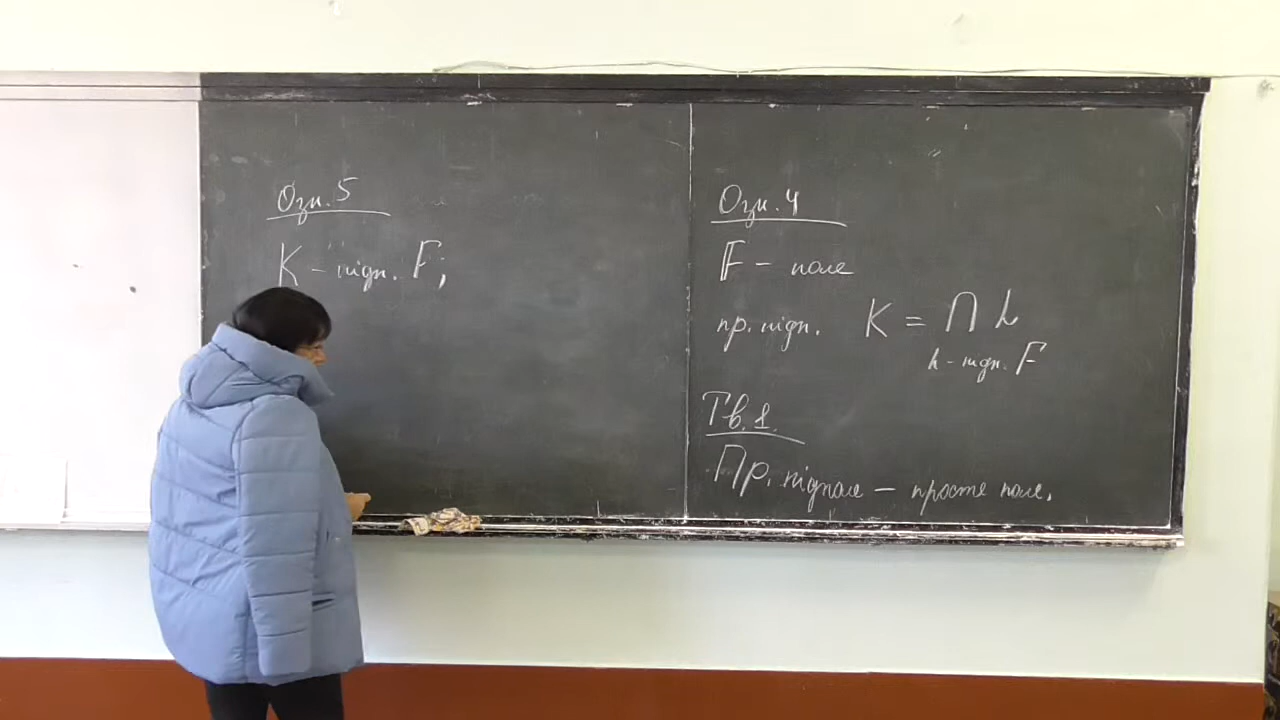 Озн. 5
K – підп. F;
Озн. 4
F – поле
пр. підп. K = ∩ h
h – підп. F
Тв. 1.
Пр. підполе – просте поле.